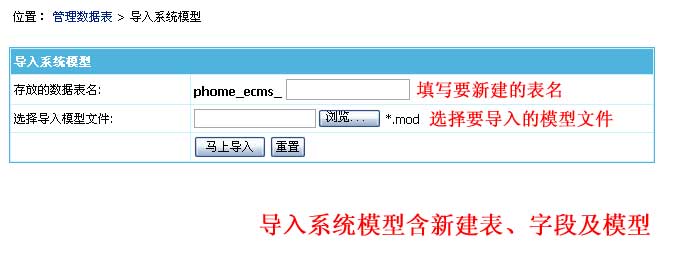 位置： 管理数据表 > 导入系统模型
导入系统模型
存放的数据表名: phome_ecms_ 填写要新建的表名
选择导入模型文件: 浏览... *.mod 选择要导入的模型文件
马上导入 重置
导入系统模型含新建表、字段及模型